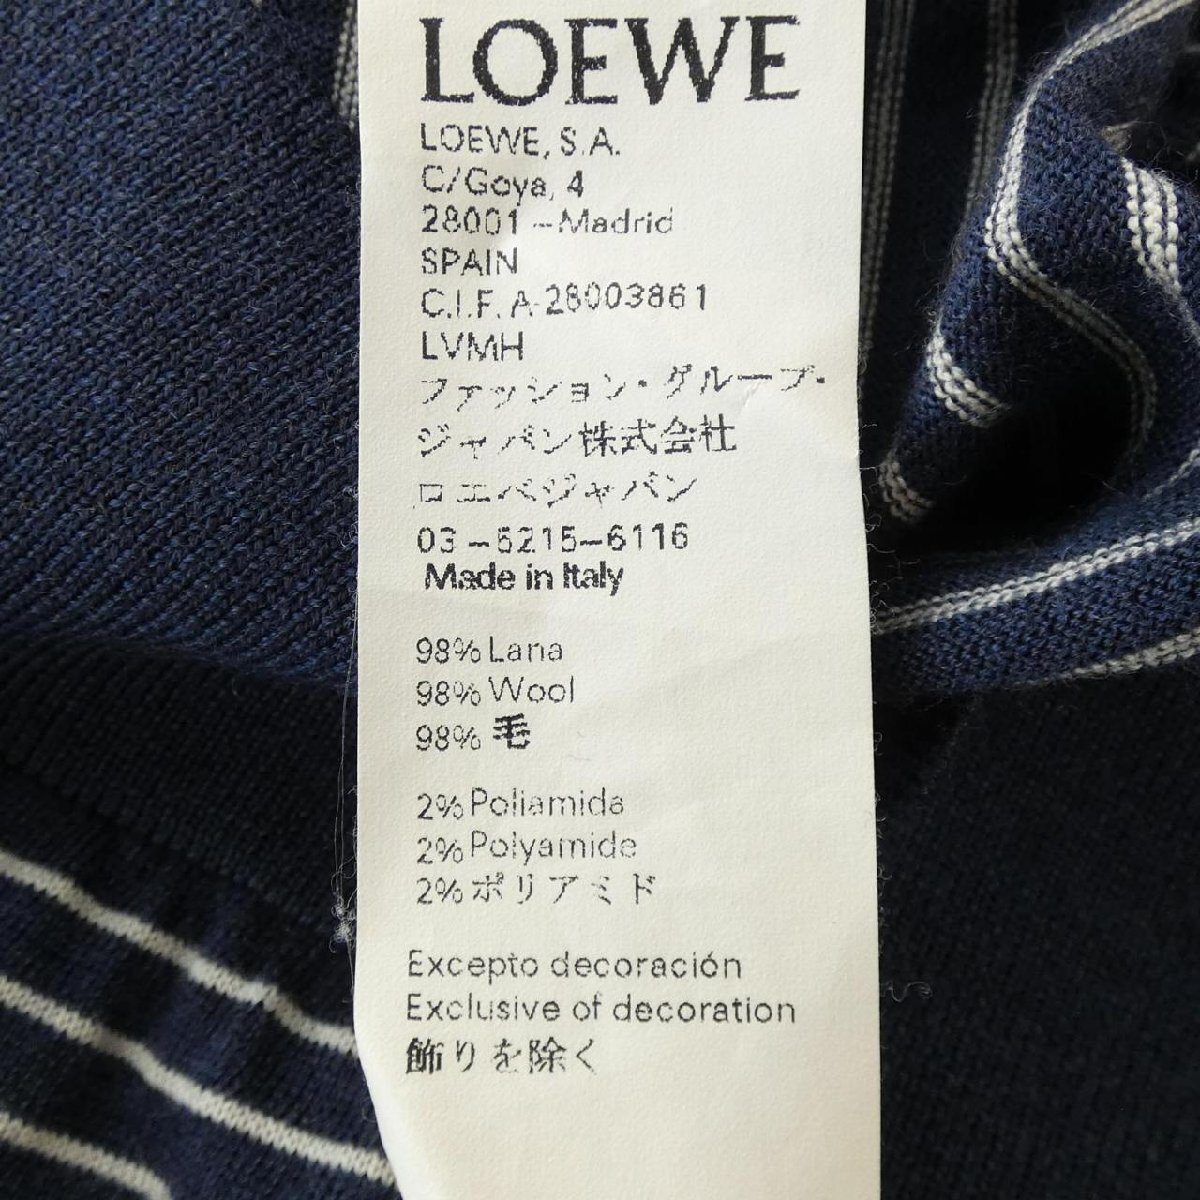 LOEWE
LOEWE, S.A.
C/Goya, 4
28001 -Madrid
SPAIN
C.I.F. A-28003861
LVMH
ファッション・グループ・
ジャパン株式会社
ロエベジャパン
03-6215-6116
Made in Italy
98% Lana
98% Wool
98% 毛
2% Poliamida
2% Polyamide
2% ポリアミド
Excepto decoración
Exclusive of decoration
飾りを除く